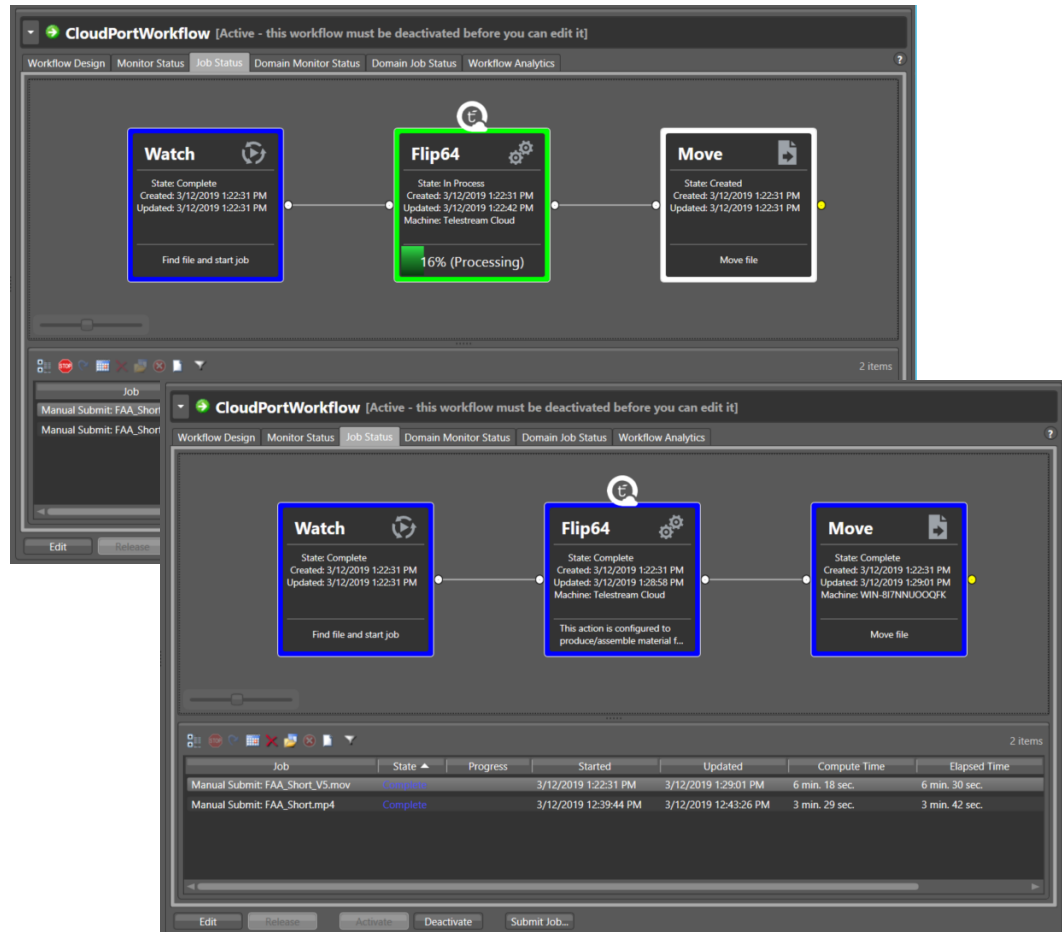 CloudPortWorkflow [Active - this workflow must be deactivated before you can edit it]
Workflow Design Monitor Status Job Status Domain Monitor Status Domain Job Status Workflow Analytics ?
Watch
State: Complete
Created: 3/12/2019 1:22:31 PM
Updated: 3/12/2019 1:22:31 PM
Find file and start job
Flip64
State: In Process
Created: 3/12/2019 1:22:31 PM
Updated: 3/12/2019 1:22:42 PM
Machine: Telestream Cloud
16% (Processing)
Move
State: Created
Created: 3/12/2019 1:22:31 PM
Updated: 3/12/2019 1:22:31 PM
Move file
STOP 2 items
Job
Manual Submit: FAA_Short
Manual Submit: FAA_Short
Edit Release
CloudPortWorkflow [Active - this workflow must be deactivated before you can edit it]
Workflow Design Monitor Status Job Status Domain Monitor Status Domain Job Status Workflow Analytics ?
Watch
State: Complete
Created: 3/12/2019 1:22:31 PM
Updated: 3/12/2019 1:22:31 PM
Find file and start job
Flip64
State: Complete
Created: 3/12/2019 1:22:31 PM
Updated: 3/12/2019 1:28:58 PM
Machine: Telestream Cloud
This action is configured to
produce/assemble material f...
Move
State: Complete
Created: 3/12/2019 1:22:31 PM
Updated: 3/12/2019 1:29:01 PM
Machine: WIN-8I7NNUOOQFK
Move file
STOP 2 items
Job State Progress Started Updated Compute Time Elapsed Time
Manual Submit: FAA_Short_V5.mov Complete 3/12/2019 1:22:31 PM 3/12/2019 1:29:01 PM 6 min. 18 sec. 6 min. 30 sec.
Manual Submit: FAA_Short.mp4 Complete 3/12/2019 12:39:44 PM 3/12/2019 12:43:26 PM 3 min. 29 sec. 3 min. 42 sec.
Edit Release Activate Deactivate Submit Job...